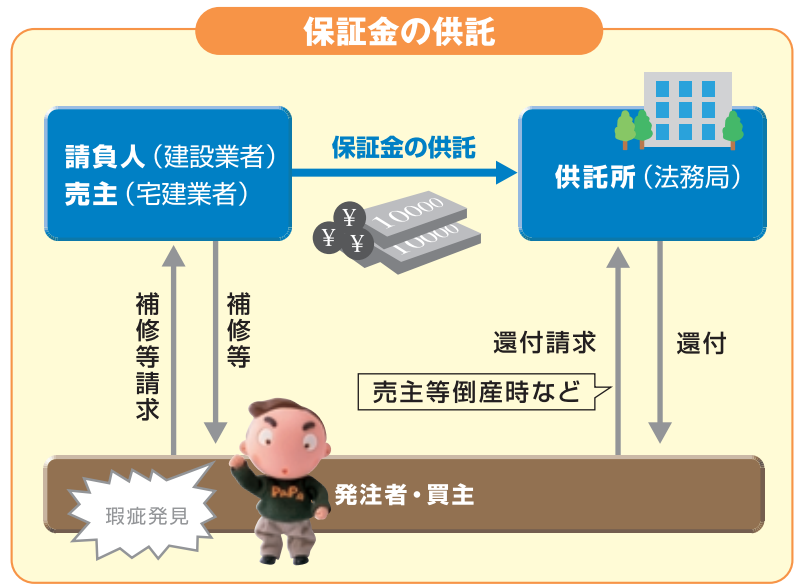 保証金の供託
請負人（建設業者）
売主（宅建業者）
保証金の供託
供託所（法務局）
¥
¥
¥
10000
10000
補修等請求
補修等
還付請求
還付
売主等倒産時など
瑕疵発見
PaPa
発注者・買主